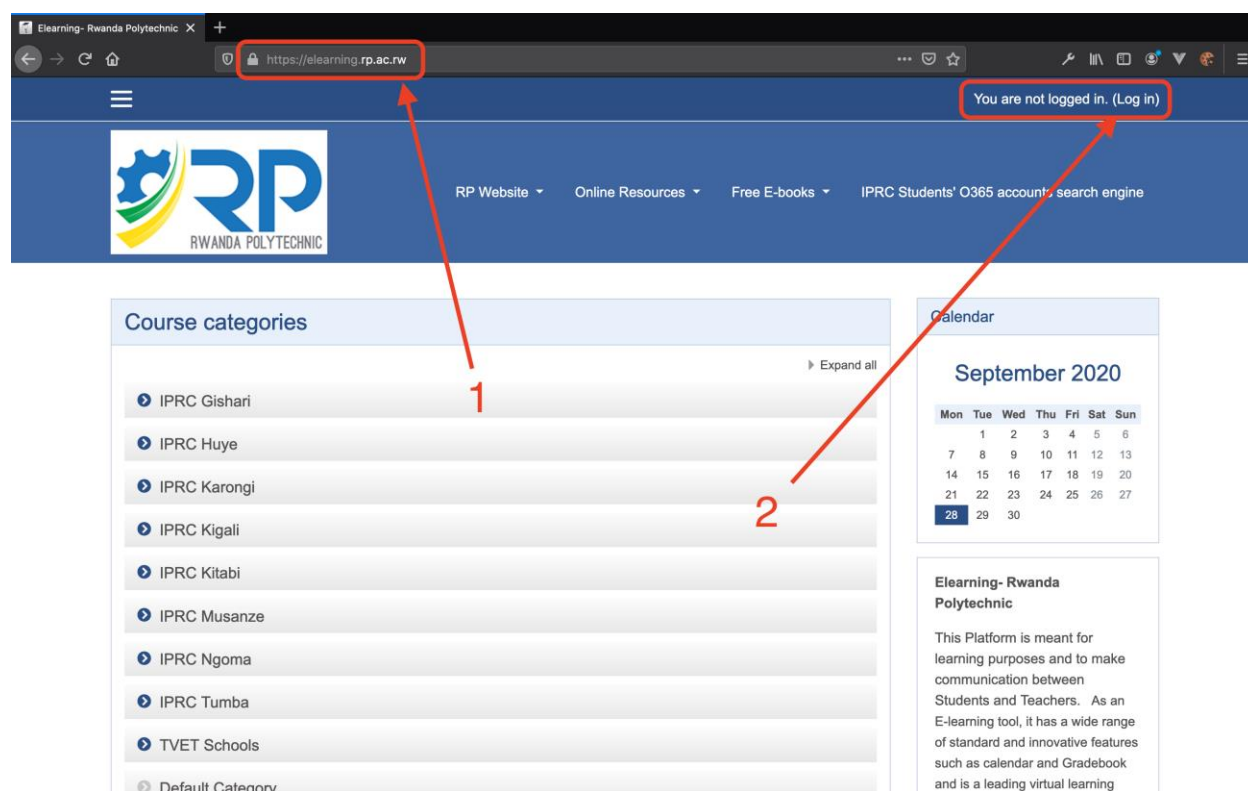 Elearning- Rwanda Polytechnic
https://elearning.rp.ac.rw
You are not logged in. (Log in)
RP
RWANDA POLYTECHNIC
RP Website Online Resources Free E-books IPRC Students' O365 accounts search engine
Course categories
Expand all
1
IPRC Gishari
IPRC Huye
IPRC Karongi
IPRC Kigali
IPRC Kitabi
IPRC Musanze
IPRC Ngoma
IPRC Tumba
TVET Schools
Default Category
2
Calendar
September 2020
Mon Tue Wed Thu Fri Sat Sun
1 2 3 4 5 6
7 8 9 10 11 12 13
14 15 16 17 18 19 20
21 22 23 24 25 26 27
28 29 30
Elearning- Rwanda
Polytechnic
This Platform is meant for
learning purposes and to make
communication between
Students and Teachers. As an
E-learning tool, it has a wide range
of standard and innovative features
such as calendar and Gradebook
and is a leading virtual learning